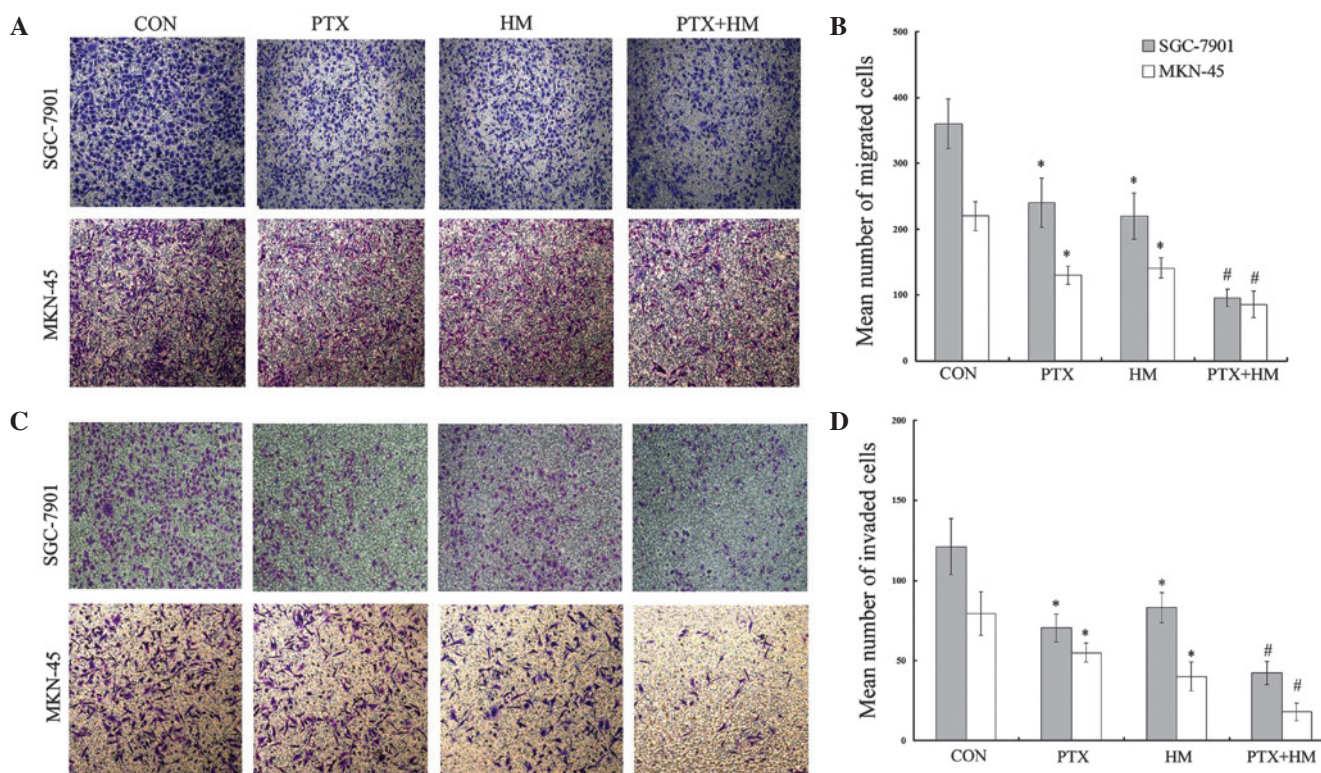 A
CON PTX HM PTX+HM
SGC-7901
MKN-45
B
Mean number of migrated cells
500
400
300
200
100
0
SGC-7901
MKN-45
* * * * # #
CON PTX HM PTX+HM
C
SGC-7901
MKN-45
D
Mean number of invaded cells
200
150
100
50
0
* * * * # #
CON PTX HM PTX+HM